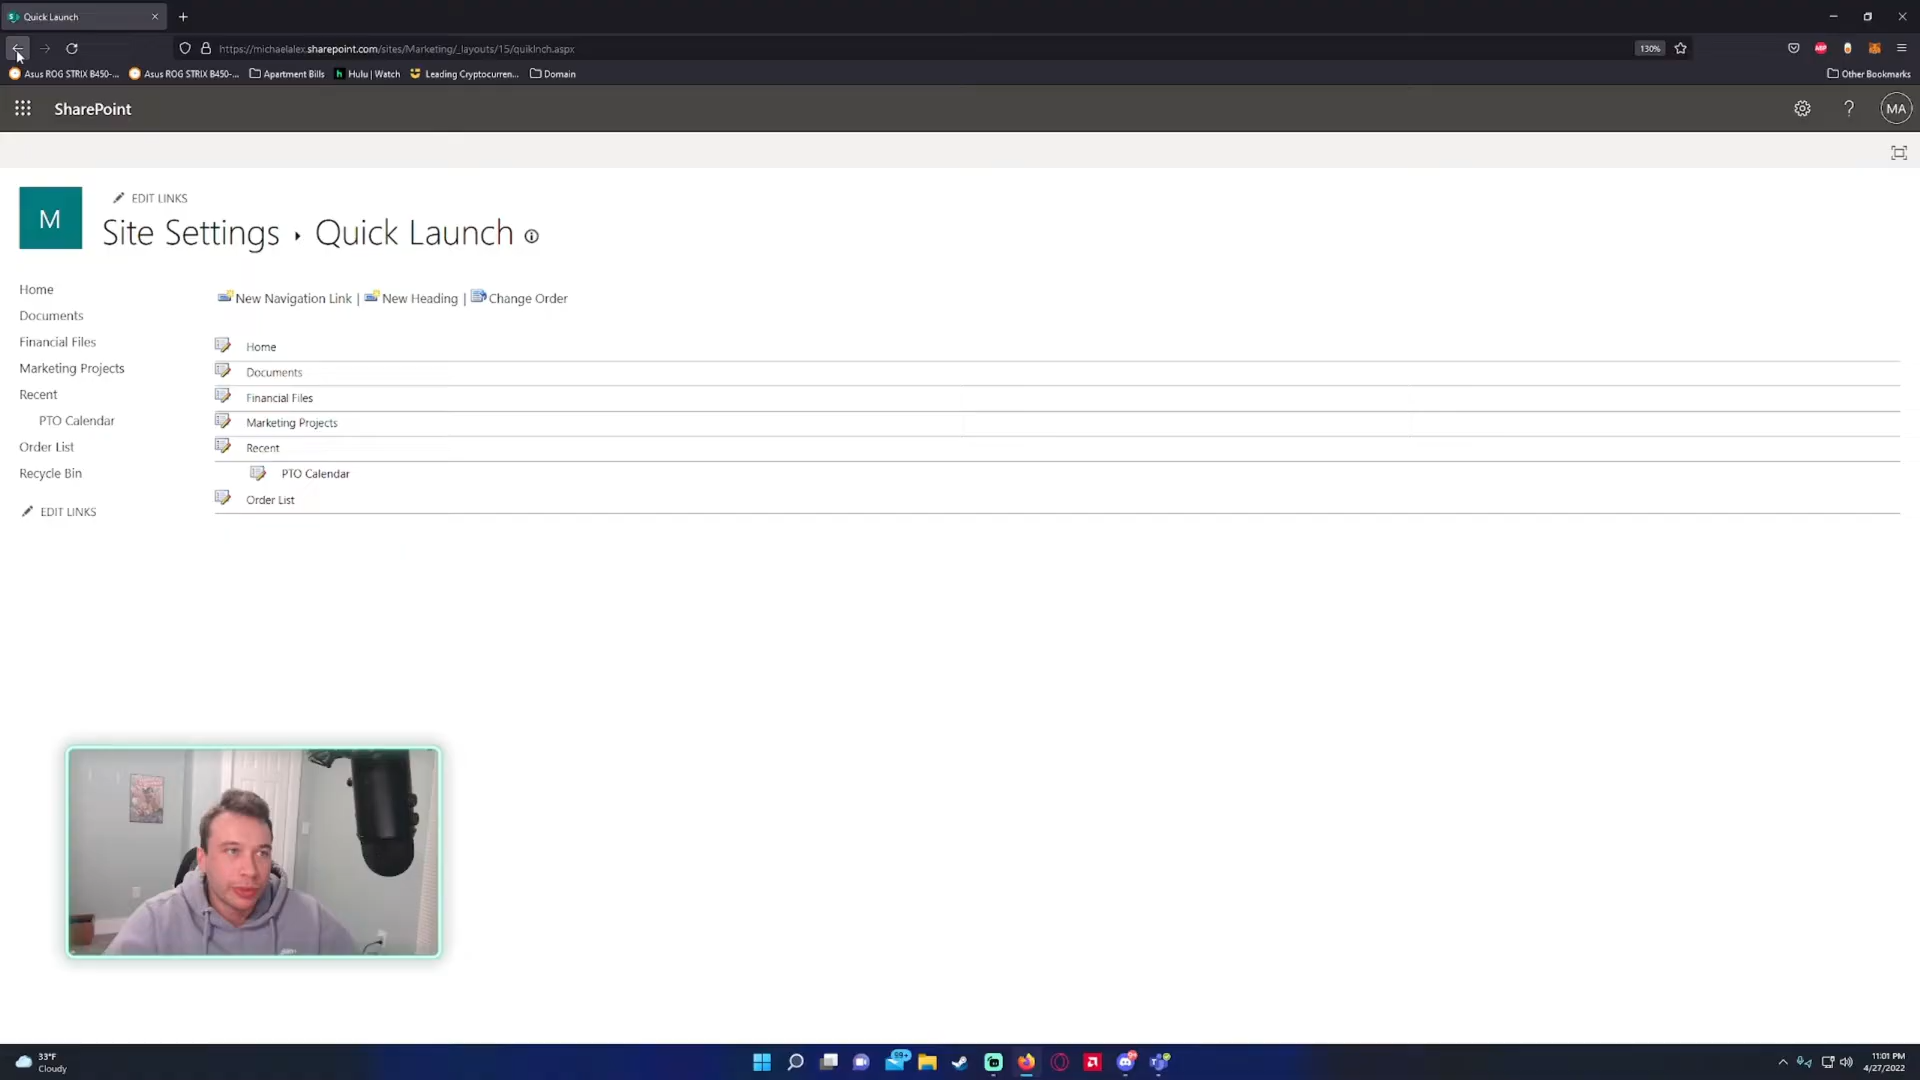 Quick Launch
https://michaelalex.sharepoint.com/sites/Marketing/_layouts/15/quiklnch.aspx
130%
Asus ROG STRIX B450-...
Asus ROG STRIX B450-...
Apartment Bills
Hulu | Watch
Leading Cryptocurren...
Domain
Other Bookmarks
SharePoint
?
MA
M
EDIT LINKS
Site Settings ▸ Quick Launch
Home
Documents
Financial Files
Marketing Projects
Recent
PTO Calendar
Order List
Recycle Bin
EDIT LINKS
New Navigation Link | New Heading | Change Order
Home
Documents
Financial Files
Marketing Projects
Recent
PTO Calendar
Order List
33°F
Cloudy
99+
11:01 PM
4/27/2022